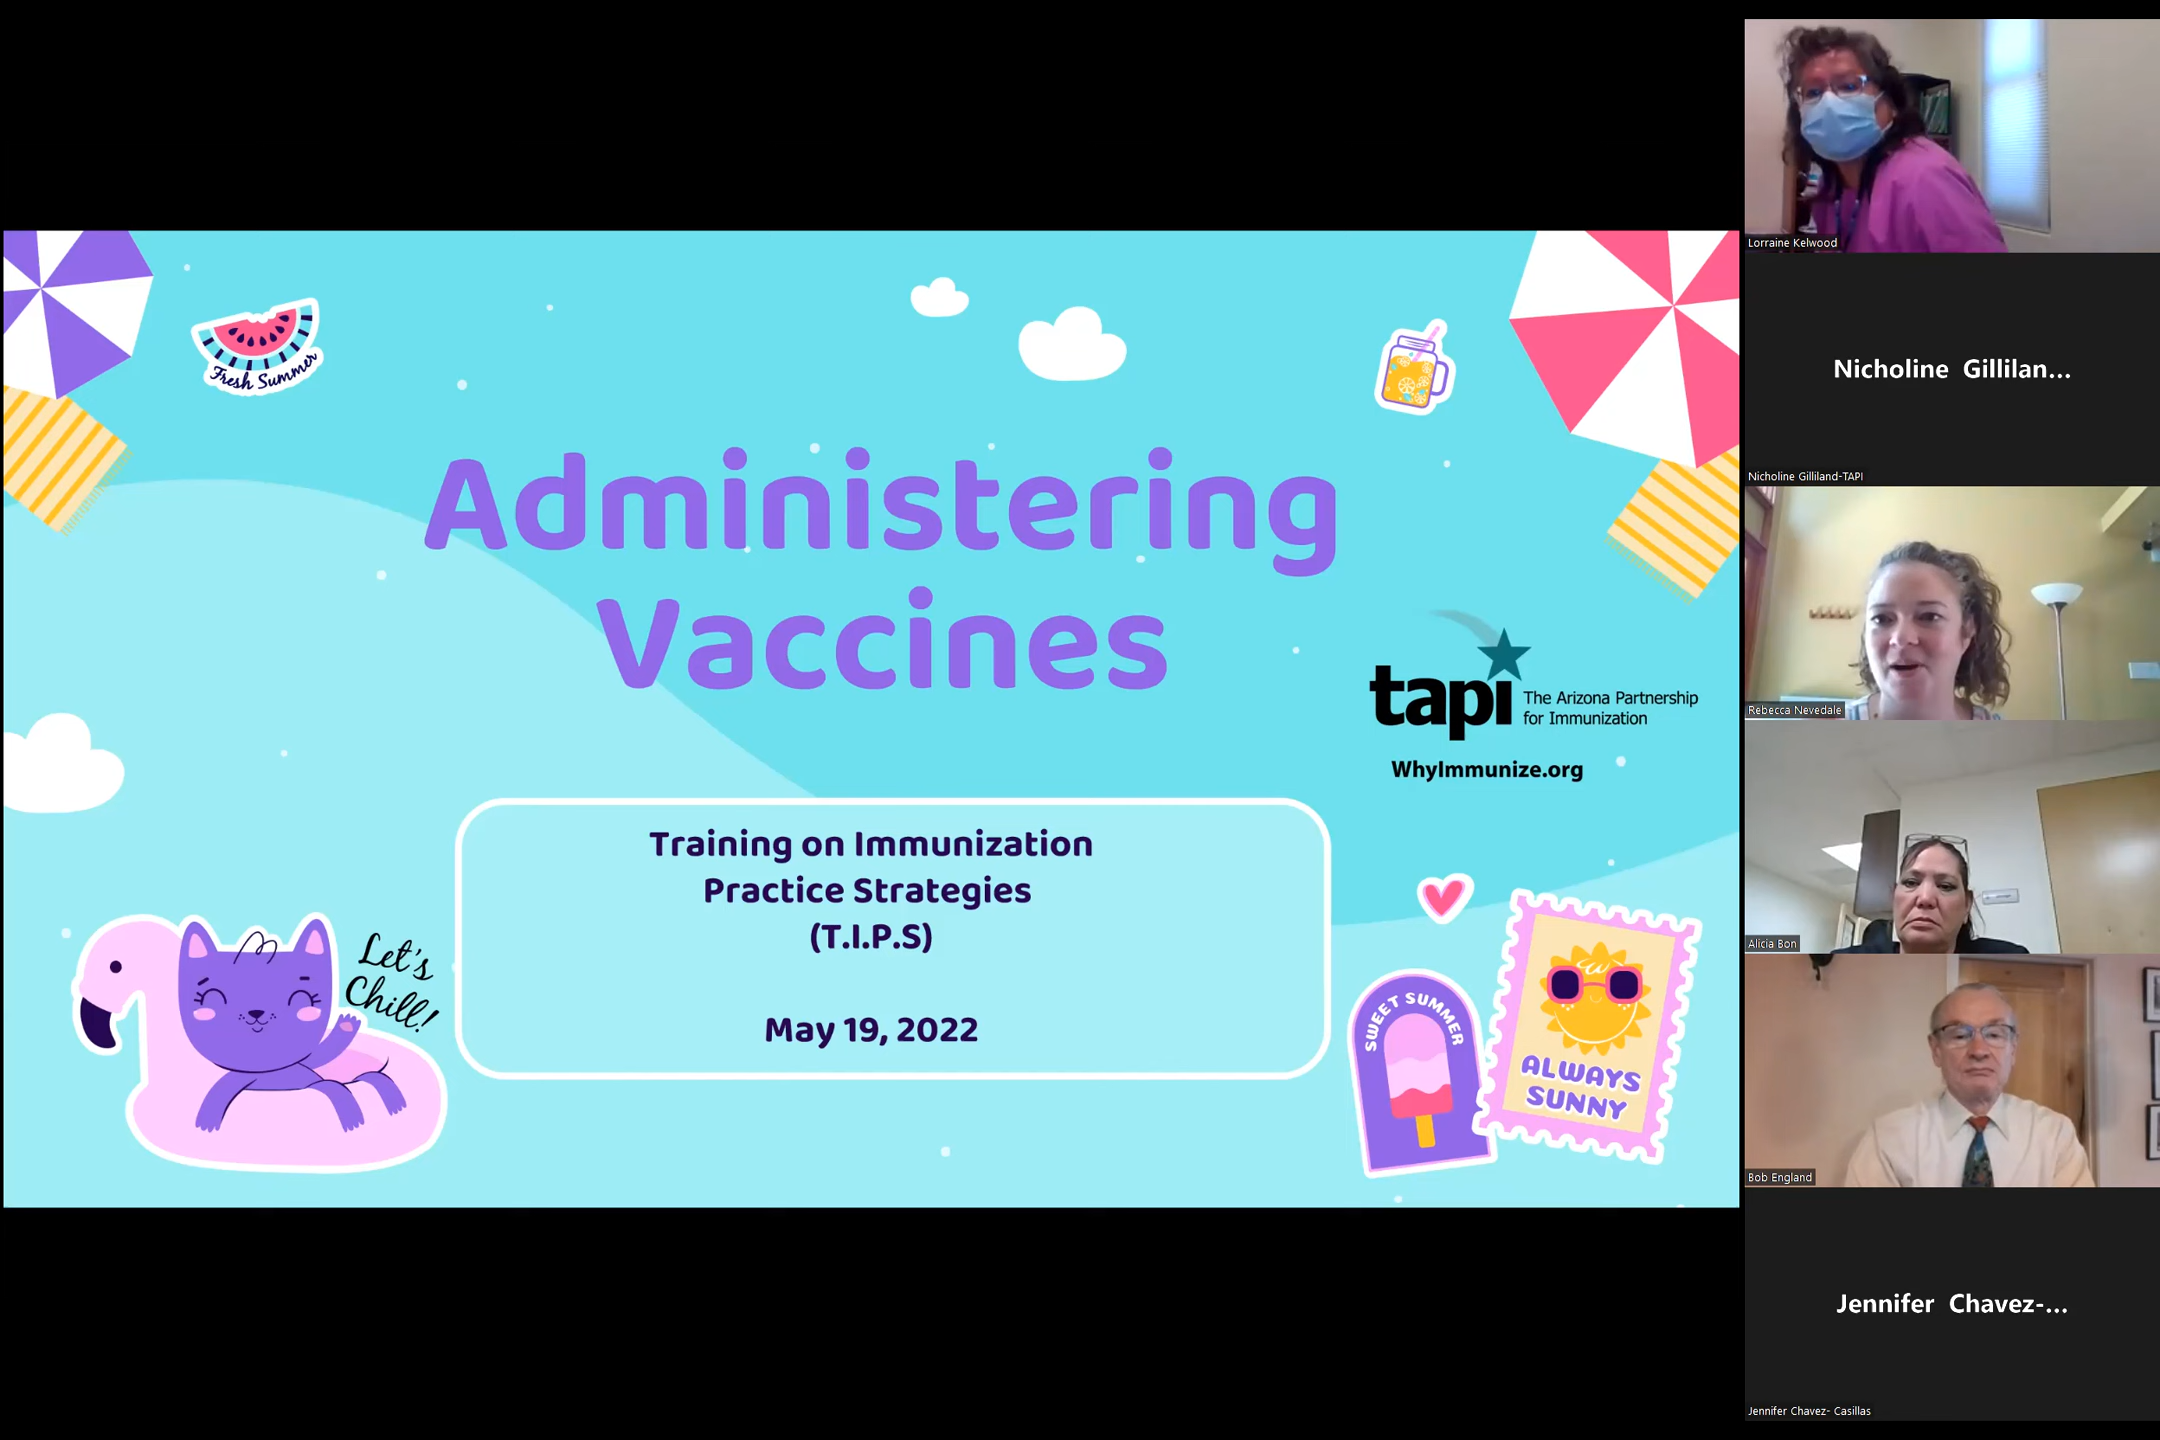 Fresh Summer
Administering
Vaccines
tapi
The Arizona Partnership
for Immunization
WhyImmunize.org
Training on Immunization
Practice Strategies
(T.I.P.S)
May 19, 2022
Let's
Chill!
SWEET SUMMER
ALWAYS
SUNNY
Lorraine Kelwood
Nicholine Gillilan...
Nicholine Gilliland-TAPI
Rebecca Nevedale
Alicia Bon
Bob England
Jennifer Chavez-...
Jennifer Chavez- Casillas